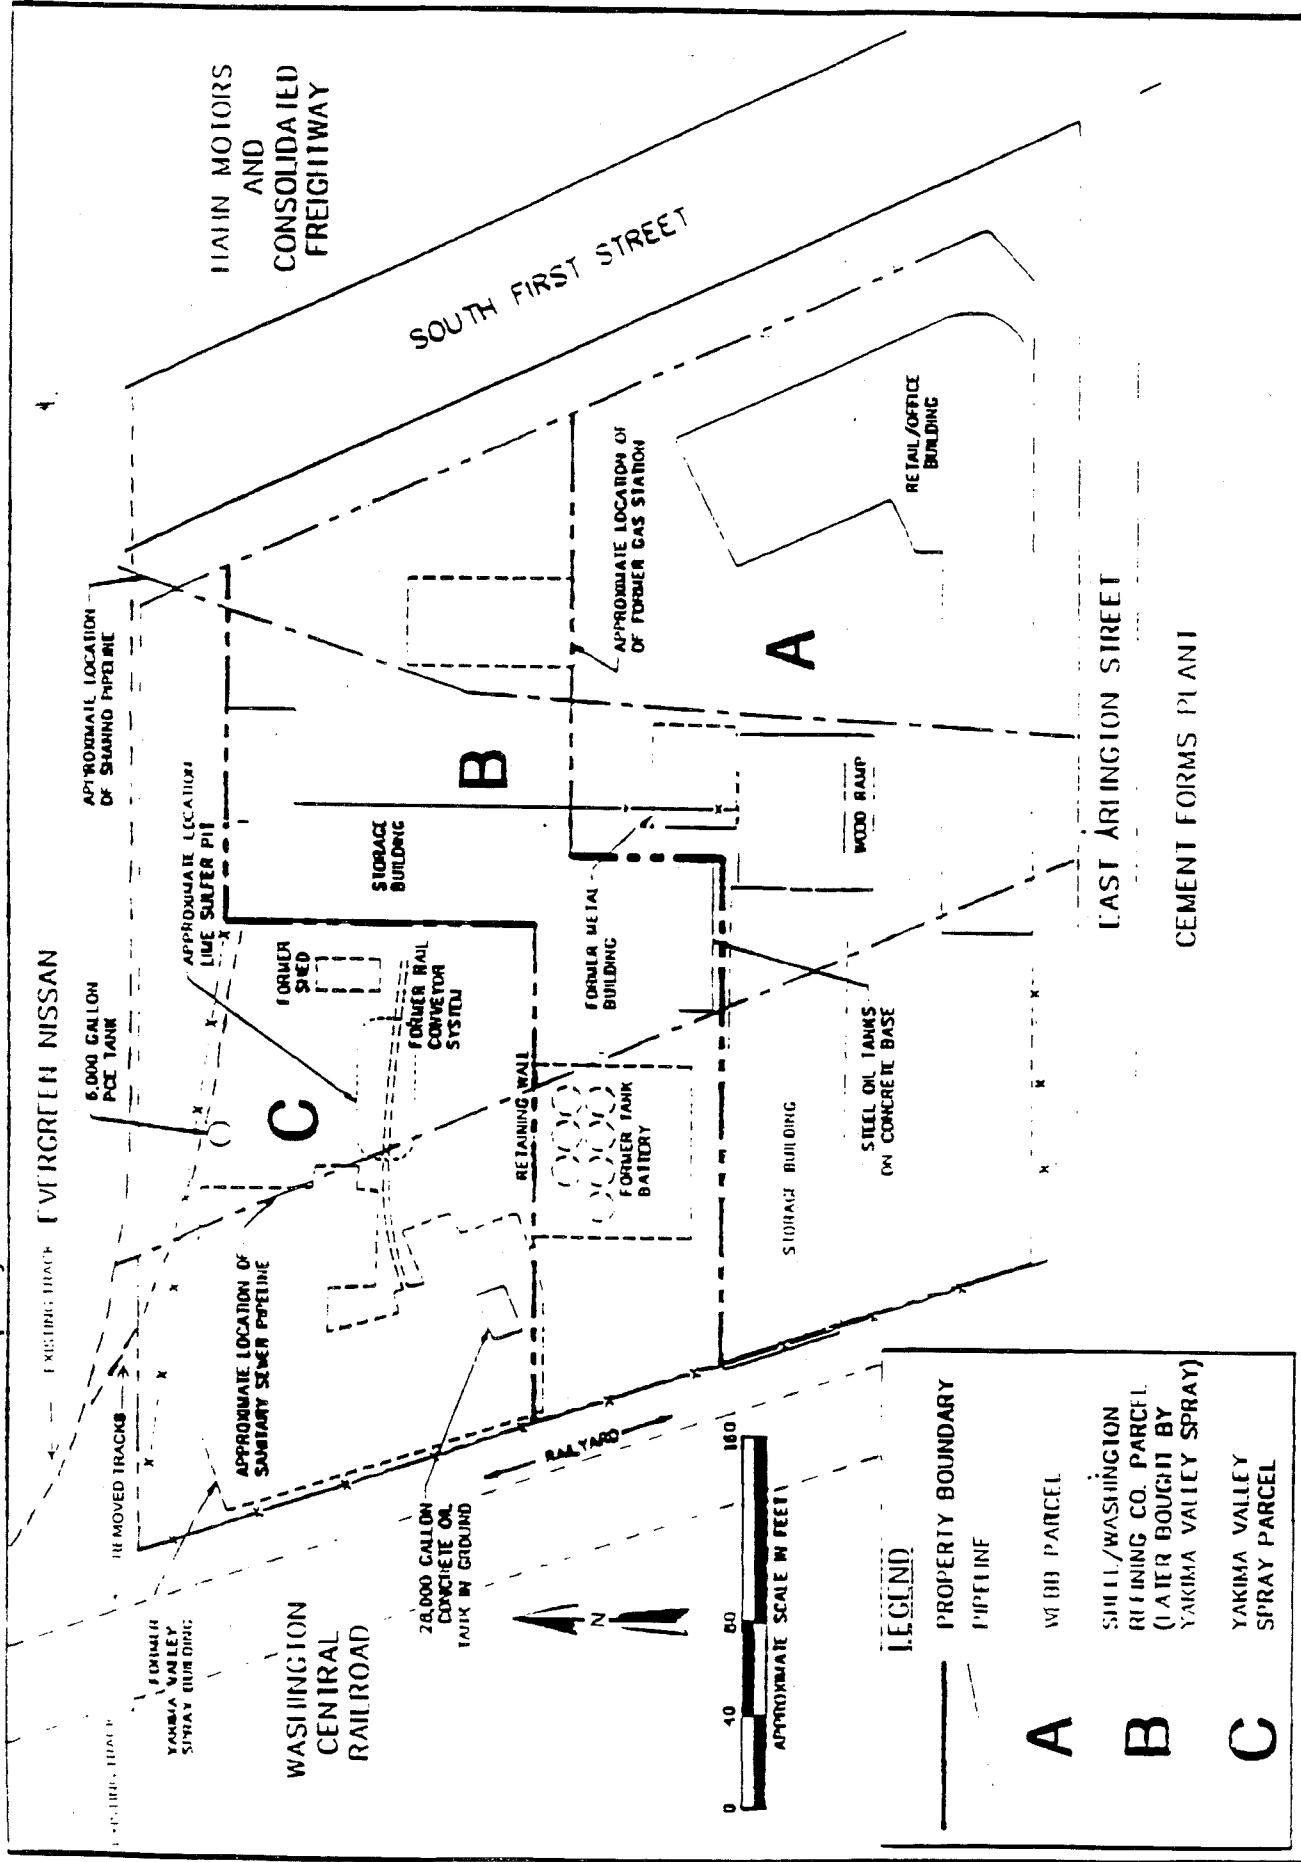 HAHN MOTORS
AND
CONSOLIDATED
FREIGHTWAY
SOUTH FIRST STREET
APPROXIMATE LOCATION
OF SHANNO PIPELINE
EVERGREEN NISSAN
6,000 GALLON
PCE TANK
APPROXIMATE LOCATION
LIME SULFER PIT
EXISTING TRACK
REMOVED TRACKS
EXISTING TRACK
FORMER
YAKIMA VALLEY
SPRAY BUILDING
APPROXIMATE LOCATION OF
SANITARY SEWER PIPELINE
C
FORMER
SHED
FORMER RAIL
CONVEYOR
SYSTEM
STORAGE
BUILDING
B
APPROXIMATE LOCATION OF
OF FORMER GAS STATION
WASHINGTON
CENTRAL
RAILROAD
28,000 GALLON
CONCRETE OIL
TANK IN GROUND
RAILYARD
RETAINING WALL
FORMER TANK
BATTERY
FORMER METAL
BUILDING
A
RETAIL/OFFICE
BUILDING
STORAGE BUILDING
STEEL OIL TANKS
ON CONCRETE BASE
WOOD RAMP
EAST ARLINGTON STREET
CEMENT FORMS PLANT
N
0 40 80 160
APPROXIMATE SCALE IN FEET
LEGEND
PROPERTY BOUNDARY
PIPELINE
A WEBB PARCEL
B SHELL/WASHINGTON
REFINING CO. PARCEL
(LATER BOUGHT BY
YAKIMA VALLEY SPRAY)
C YAKIMA VALLEY
SPRAY PARCEL